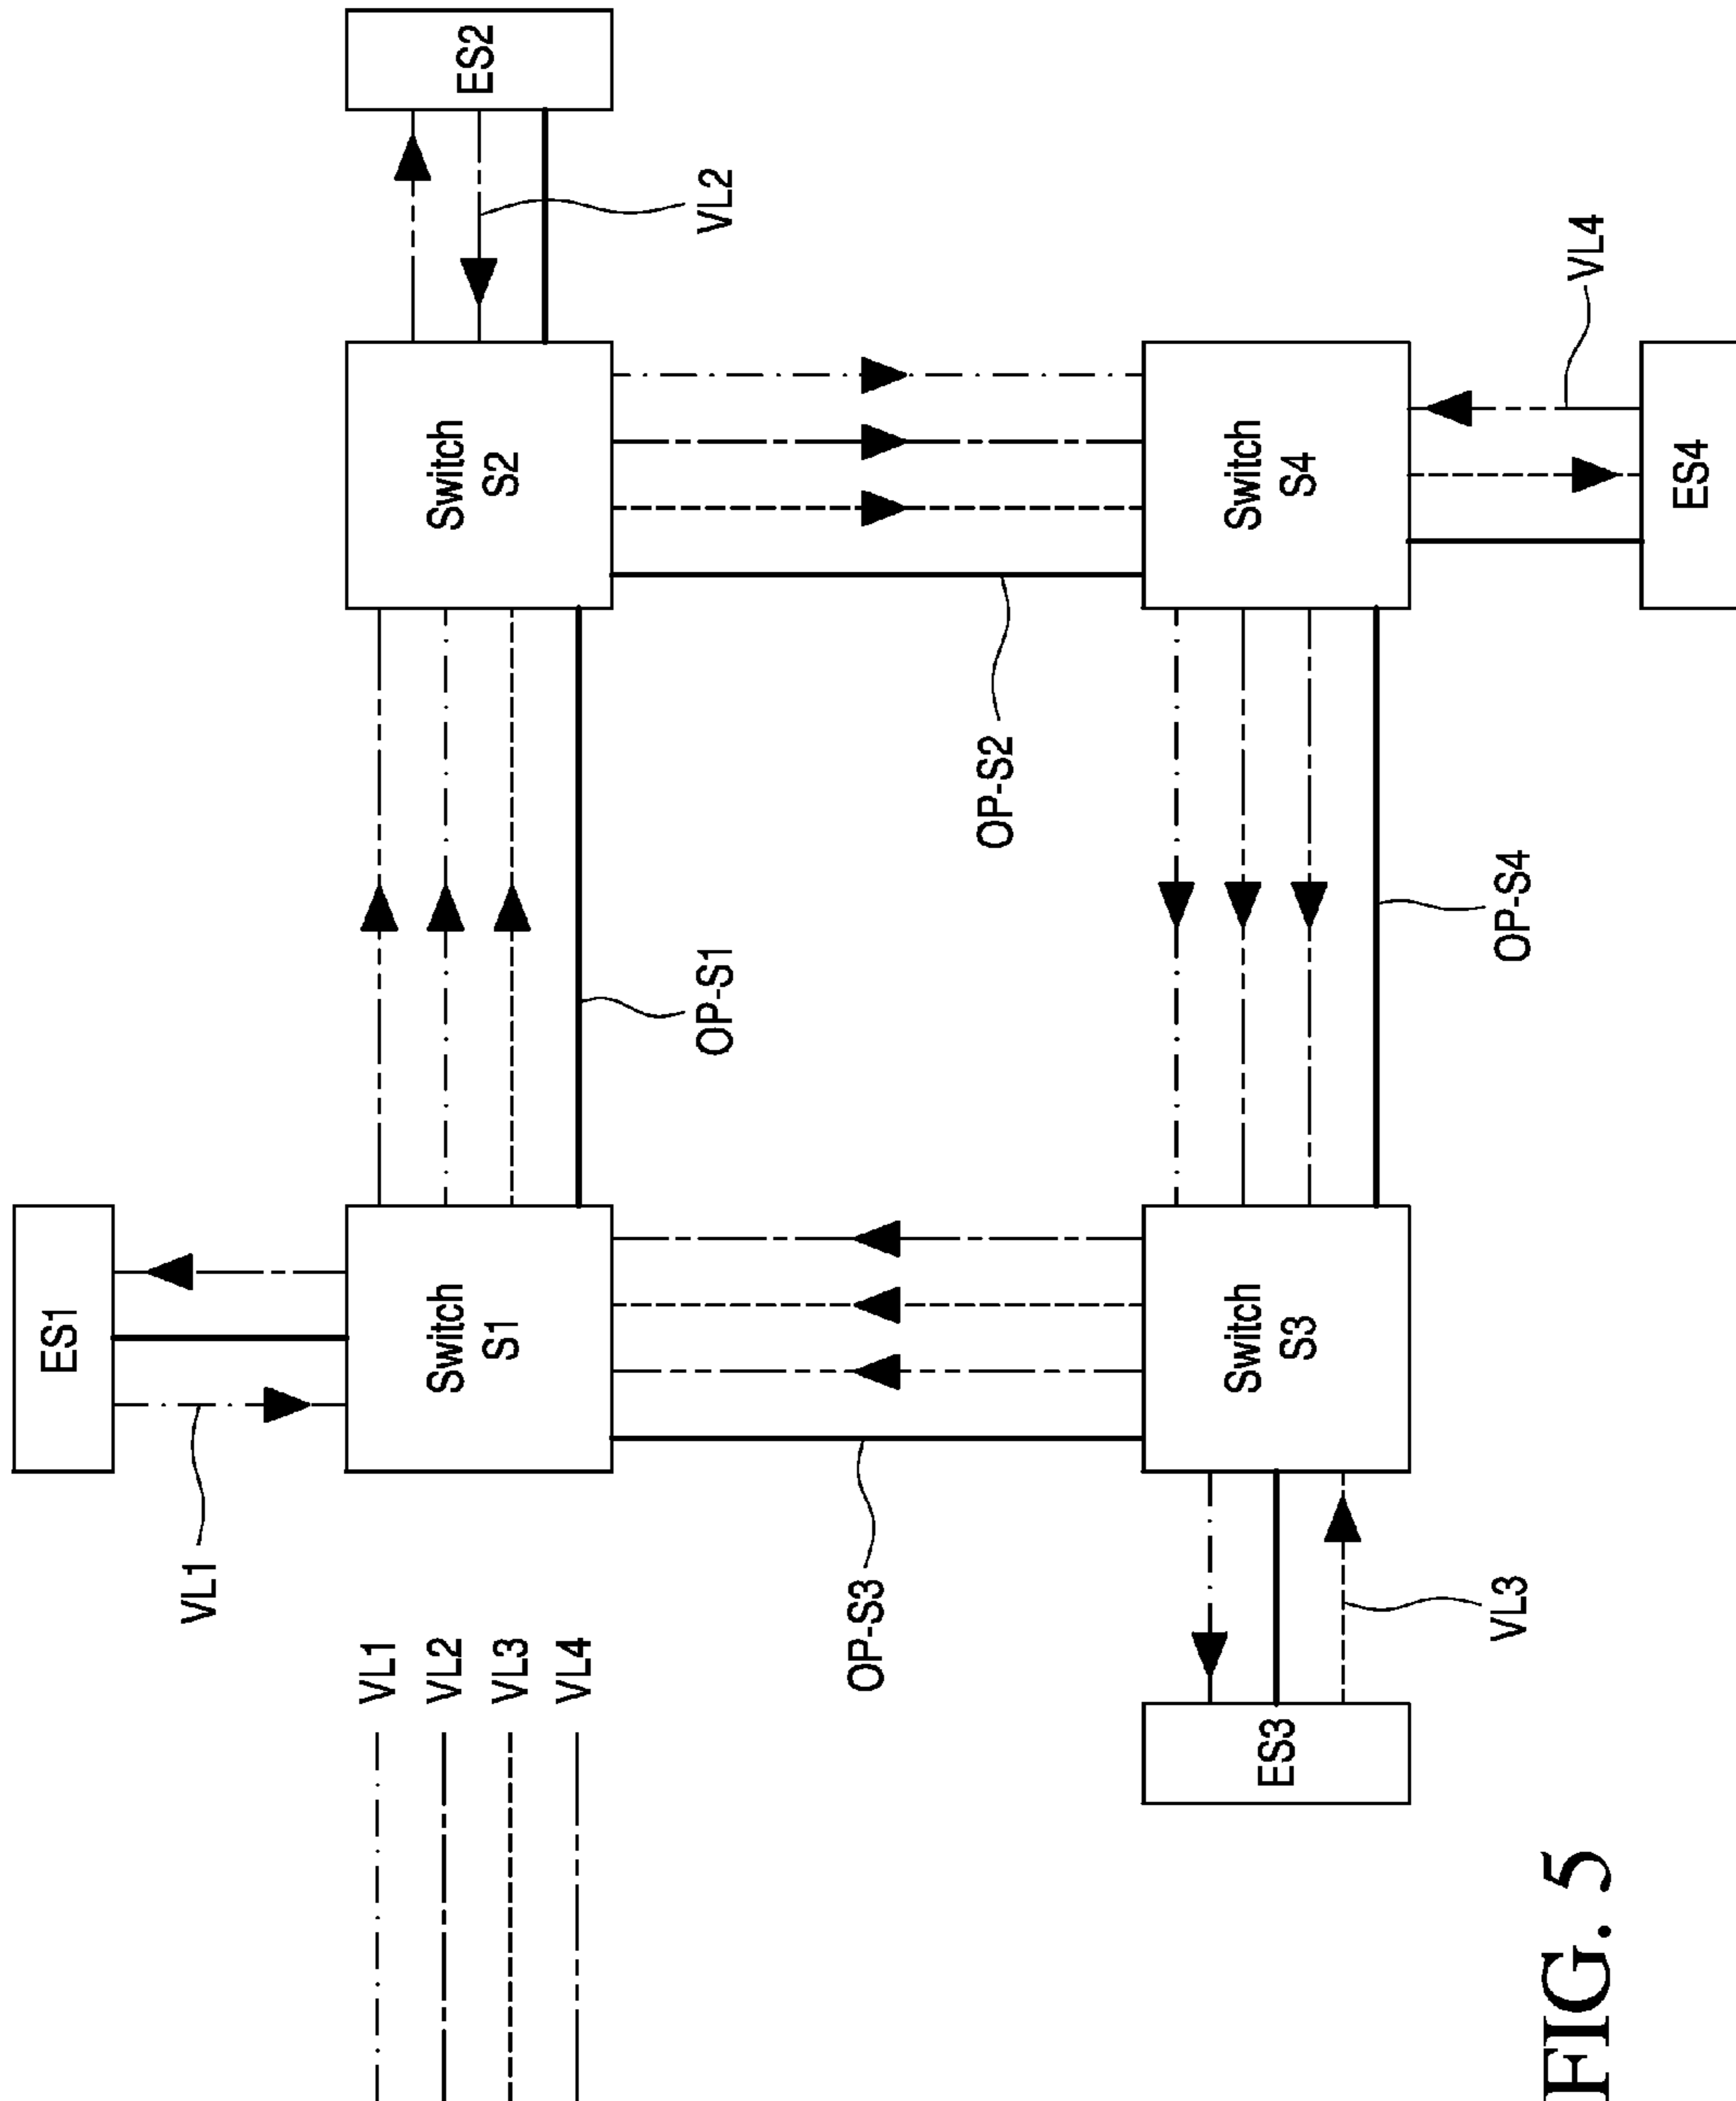 ES1
ES2
VL1
VL2
Switch
S1
Switch
S2
VL1
VL2
VL3
VL4
OP-S1
OP-S3
OP-S2
Switch
S3
Switch
S4
ES3
VL3
OP-S4
VL4
ES4
FIG. 5